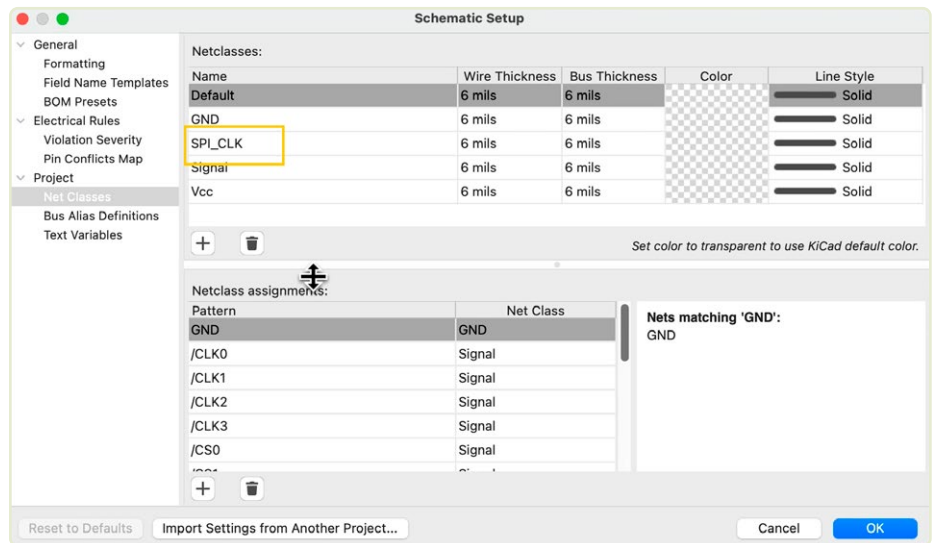 Schematic Setup
General
Formatting
Field Name Templates
BOM Presets
Electrical Rules
Violation Severity
Pin Conflicts Map
Project
Net Classes
Bus Alias Definitions
Text Variables
Netclasses:
Name Wire Thickness Bus Thickness Color Line Style
Default 6 mils 6 mils Solid
GND 6 mils 6 mils Solid
SPI_CLK 6 mils 6 mils Solid
Signal 6 mils 6 mils Solid
Vcc 6 mils 6 mils Solid
Set color to transparent to use KiCad default color.
Netclass assignments:
Pattern Net Class
GND GND
/CLK0 Signal
/CLK1 Signal
/CLK2 Signal
/CLK3 Signal
/CS0 Signal
Nets matching 'GND':
GND
Reset to Defaults Import Settings from Another Project... Cancel OK